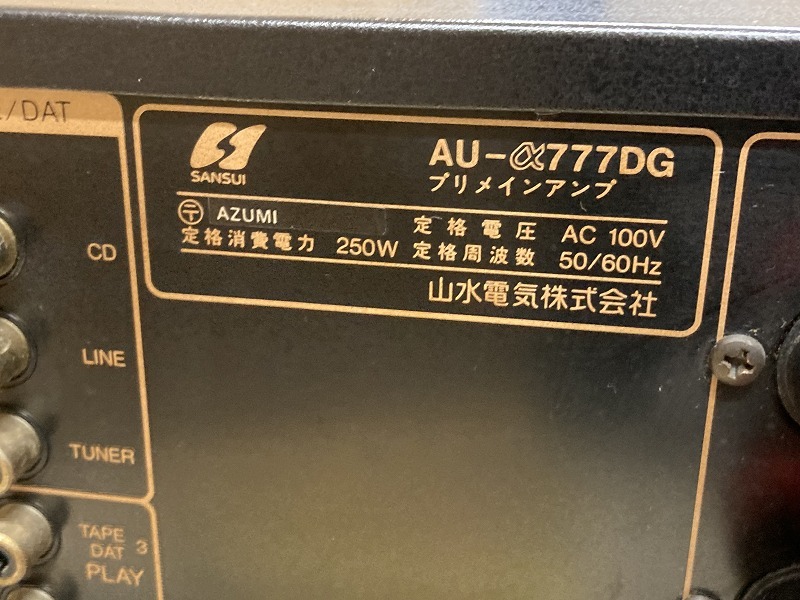 /DAT
SANSUI
AU-α777DG
プリメインアンプ
〒 AZUMI
定格電圧 AC 100V
定格消費電力 250W
定格周波数 50/60Hz
山水電気株式会社
CD
LINE
TUNER
TAPE
DAT 3
PLAY